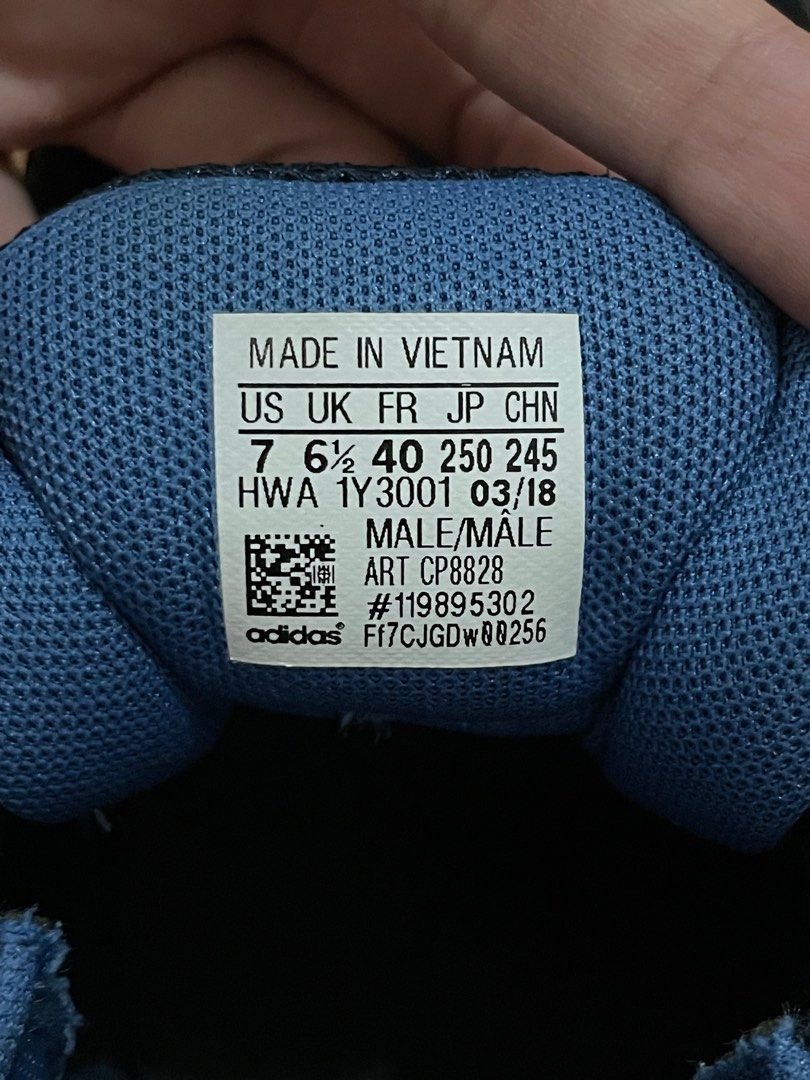 MADE IN VIETNAM
US UK FR JP CHN
7 6½ 40 250 245
HWA 1Y3001 03/18
MALE/MÂLE
ART CP8828
#119895302
adidas® Ff7CJGDw00256